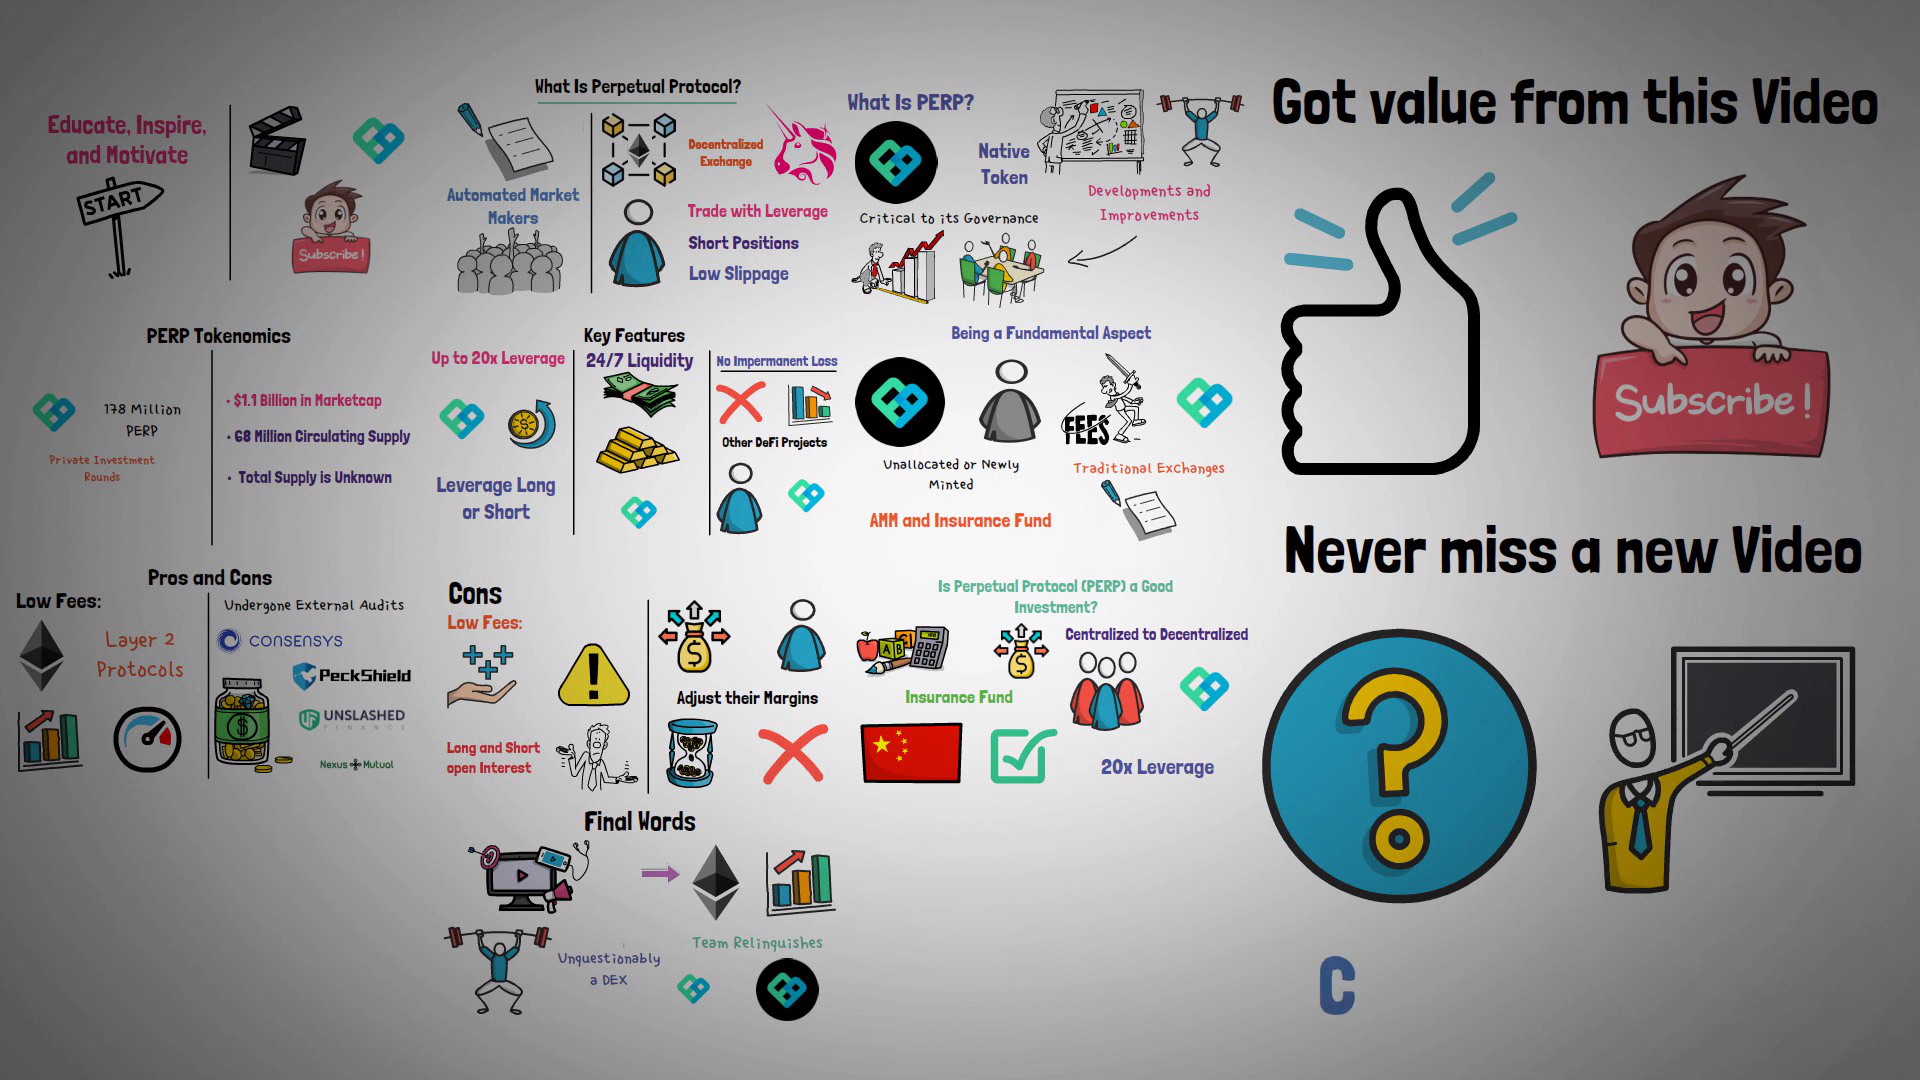 Educate, Inspire,
and Motivate
START
Subscribe!
What Is Perpetual Protocol?
Automated Market
Makers
Decentralized
Exchange
Trade with Leverage
Short Positions
Low Slippage
What Is PERP?
Native
Token
Critical to its Governance
Developments and
Improvements
Got value from this Video
Subscribe!
PERP Tokenomics
178 Million
PERP
Private Investment
Rounds
• $1.1 Billion in Marketcap
• 68 Million Circulating Supply
• Total Supply is Unknown
Key Features
Up to 20x Leverage
Leverage Long
or Short
24/7 Liquidity
No Impermanent Loss
Other DeFi Projects
Being a Fundamental Aspect
FEES
Unallocated or Newly
Minted
Traditional Exchanges
AMM and Insurance Fund
Never miss a new Video
Pros and Cons
Low Fees:
Layer 2
Protocols
Undergone External Audits
CONSENSYS
PeckShield
UNSLASHED
FINANCE
Nexus Mutual
Cons
Low Fees:
Long and Short
open Interest
Adjust their Margins
Is Perpetual Protocol (PERP) a Good
Investment?
Centralized to Decentralized
Insurance Fund
20x Leverage
Final Words
Unquestionably
a DEX
Team Relinquishes
C